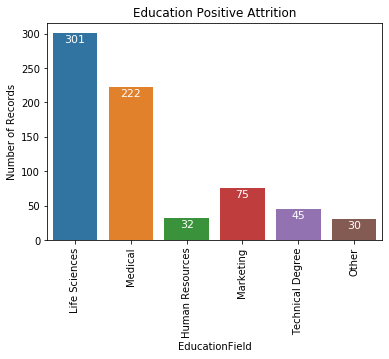 Education Positive Attrition
Number of Records
300
250
200
150
100
50
0
301
222
32
75
45
30
Life Sciences
Medical
Human Resources
Marketing
Technical Degree
Other
EducationField